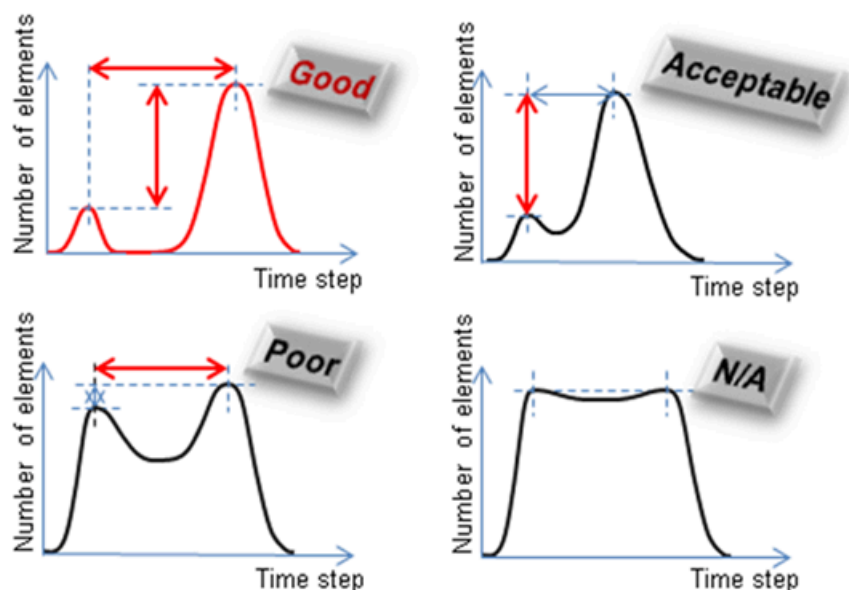 Number of elements
Good
Time step
Number of elements
Acceptable
Time step
Number of elements
Poor
Time step
Number of elements
N/A
Time step